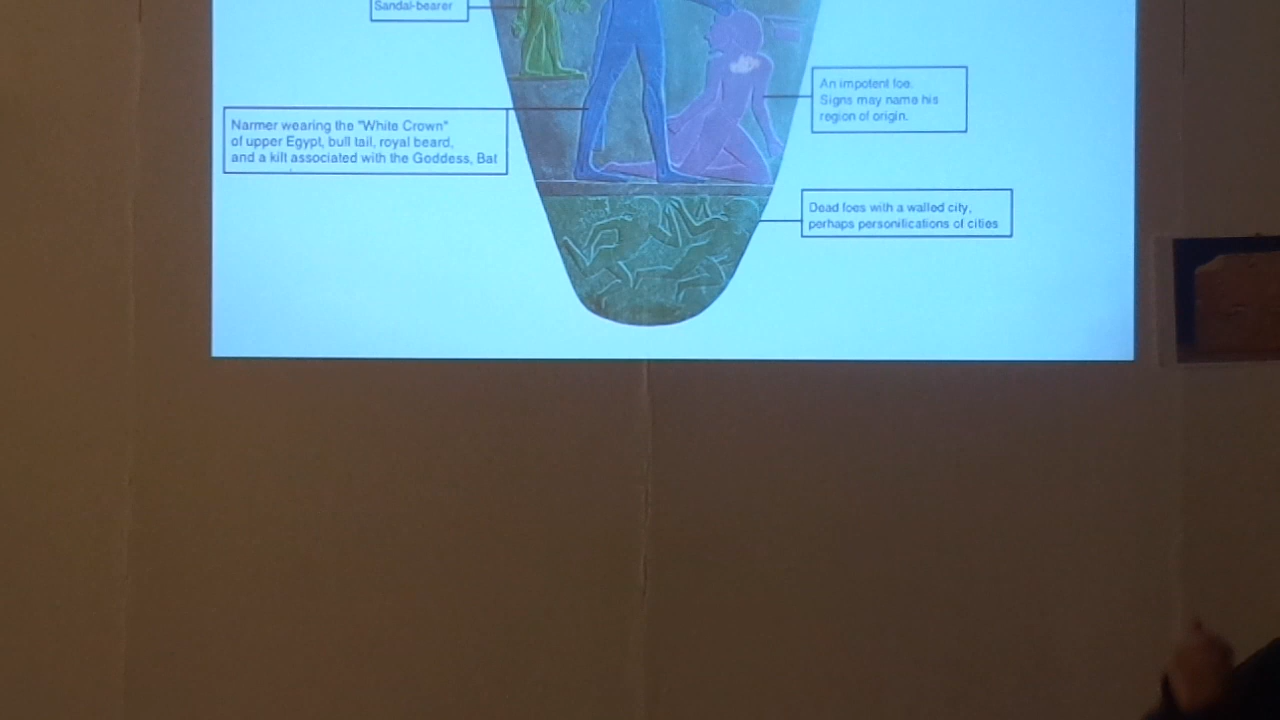 Sandal-bearer
An impotent foe.
Signs may name his
region of origin.
Narmer wearing the "White Crown"
of upper Egypt, bull tail, royal beard,
and a kilt associated with the Goddess, Bat
Dead foes with a walled city,
perhaps personifications of cities